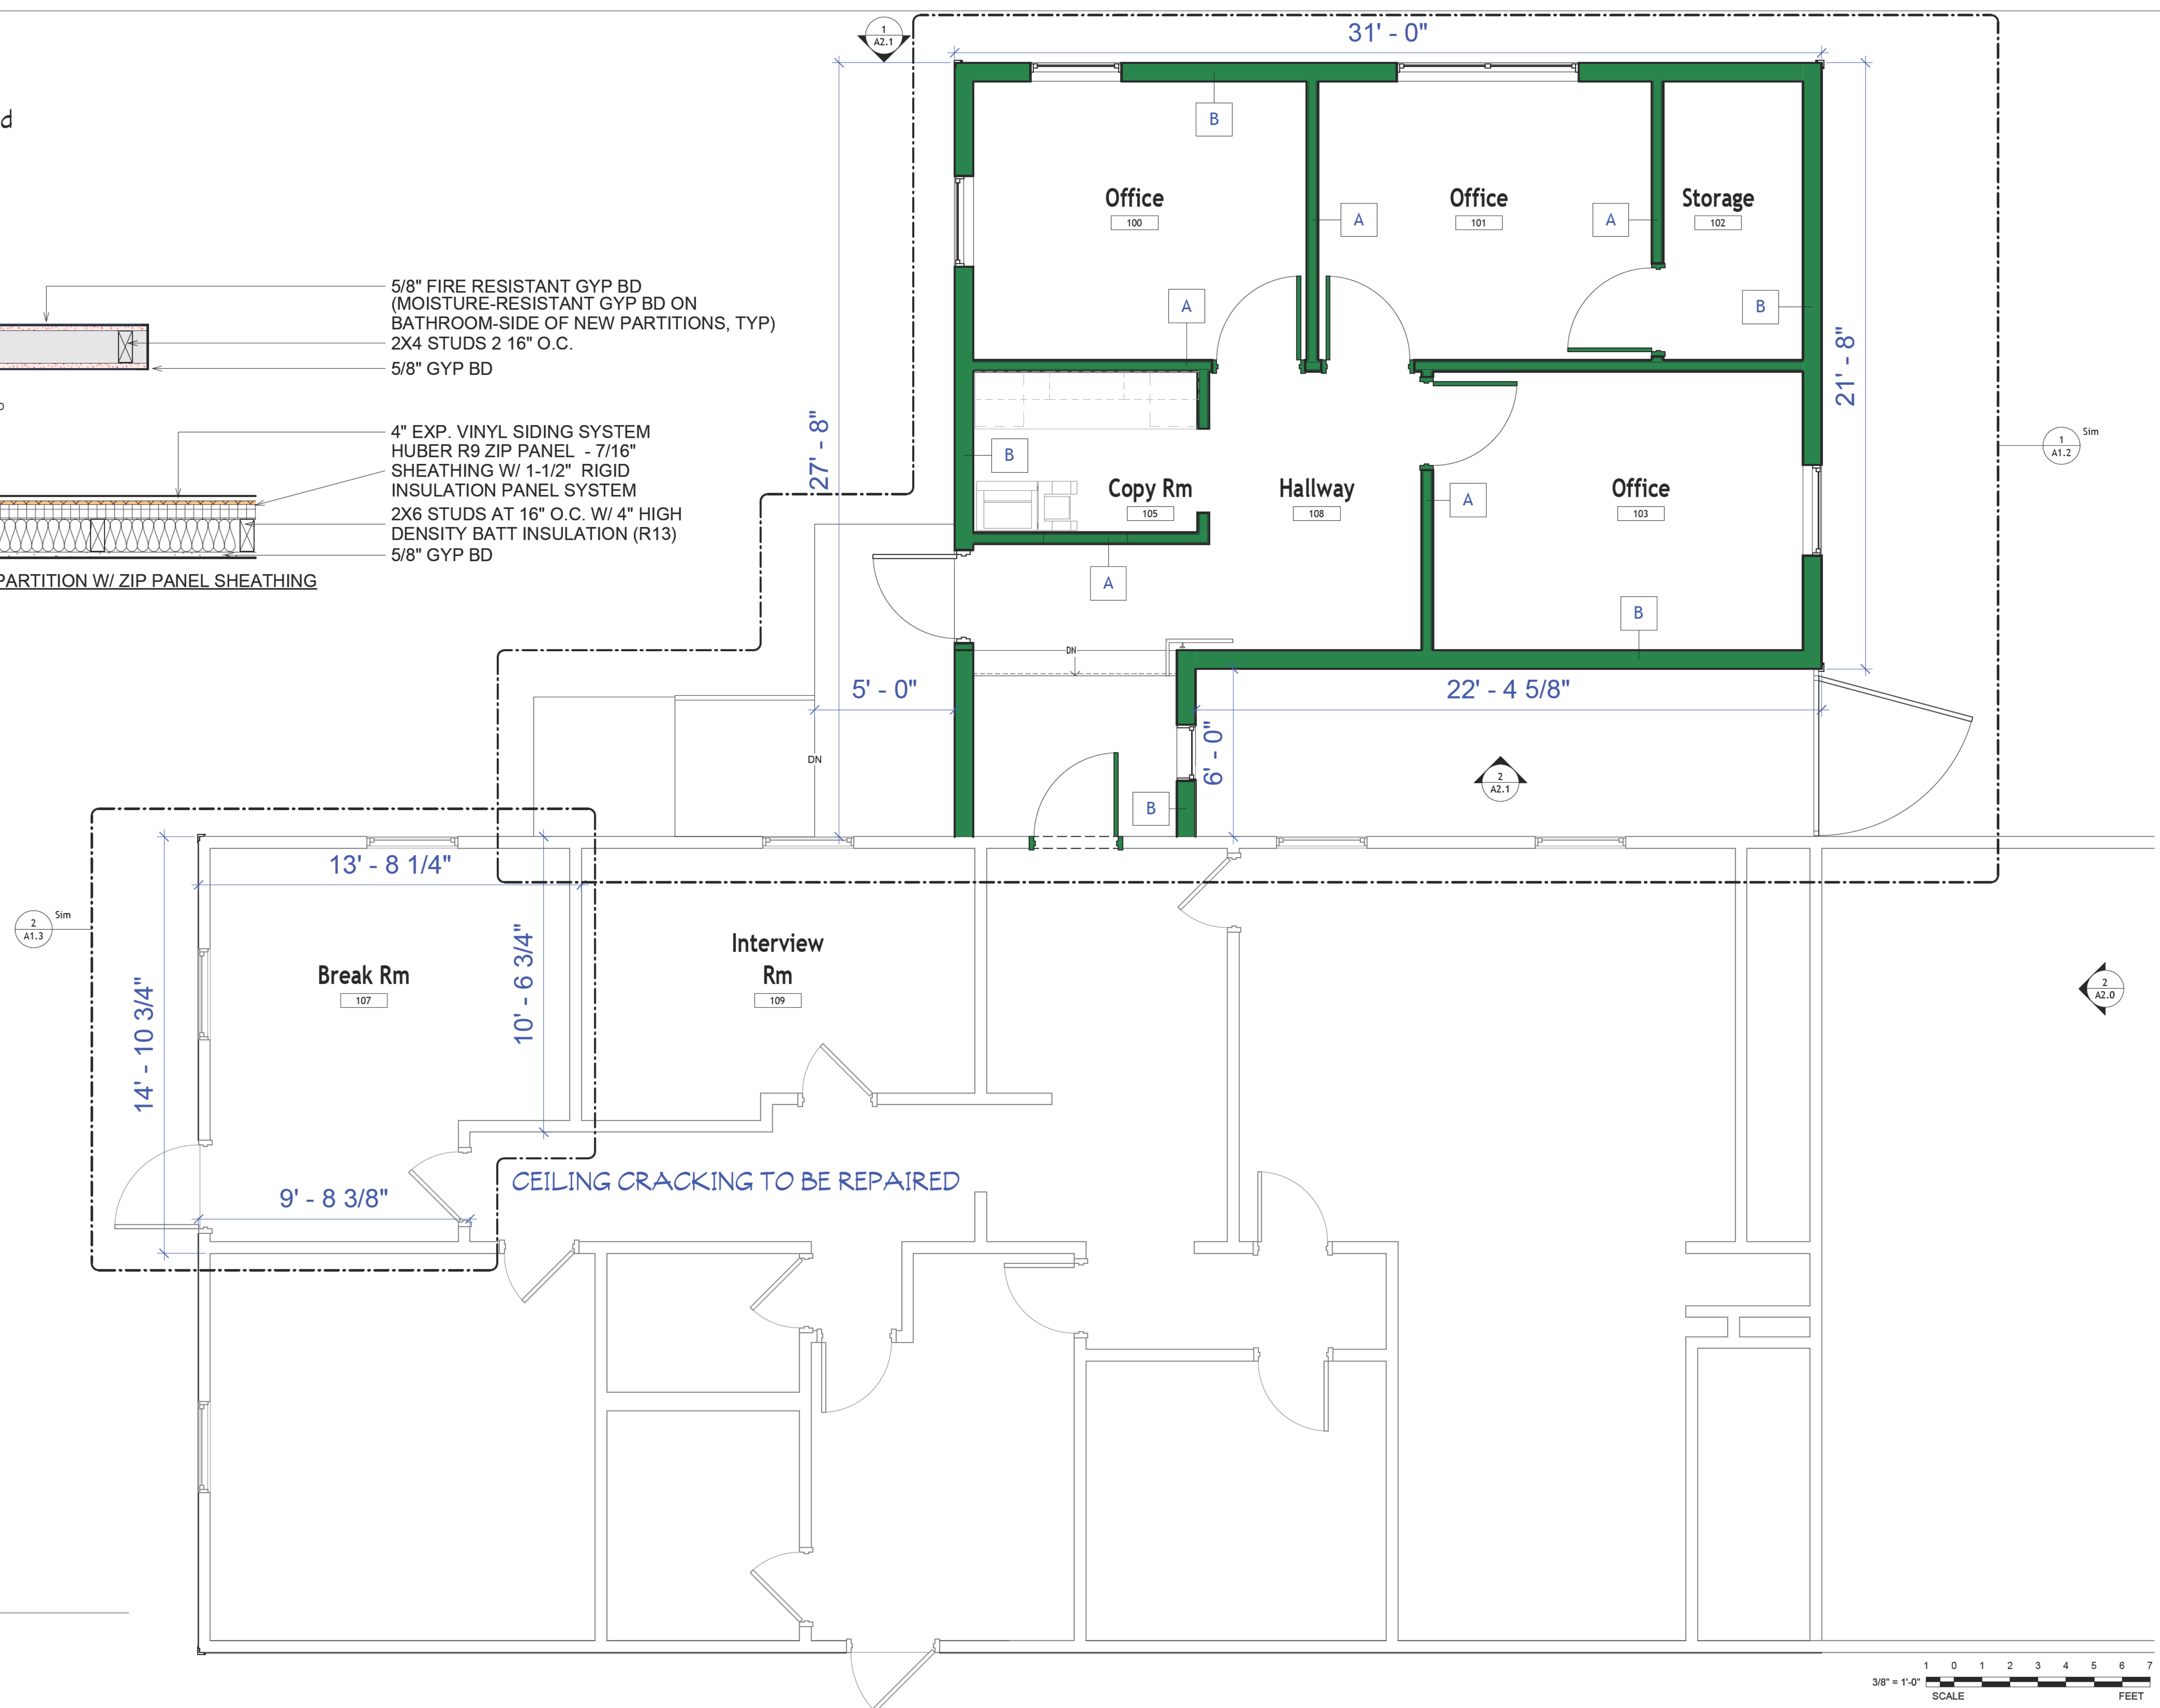 d
5/8" FIRE RESISTANT GYP BD
(MOISTURE-RESISTANT GYP BD ON
BATHROOM-SIDE OF NEW PARTITIONS, TYP)
2X4 STUDS 2 16" O.C.
5/8" GYP BD
4" EXP. VINYL SIDING SYSTEM
HUBER R9 ZIP PANEL - 7/16"
SHEATHING W/ 1-1/2" RIGID
INSULATION PANEL SYSTEM
2X6 STUDS AT 16" O.C. W/ 4" HIGH
DENSITY BATT INSULATION (R13)
5/8" GYP BD
PARTITION W/ ZIP PANEL SHEATHING
1
A2.1
31' - 0"
B
Office
100
A
Office
101
A
Storage
102
A
B
27' - 8"
21' - 8"
B
Copy Rm
105
Hallway
108
A
Office
103
1
A1.2
Sim
A
B
DN
5' - 0"
22' - 4 5/8"
6' - 0"
DN
2
A2.1
B
13' - 8 1/4"
2
A1.3
Sim
Break Rm
107
10' - 6 3/4"
Interview
Rm
109
14' - 10 3/4"
2
A2.0
9' - 8 3/8"
CEILING CRACKING TO BE REPAIRED
1 0 1 2 3 4 5 6 7
3/8" = 1'-0"
SCALE FEET